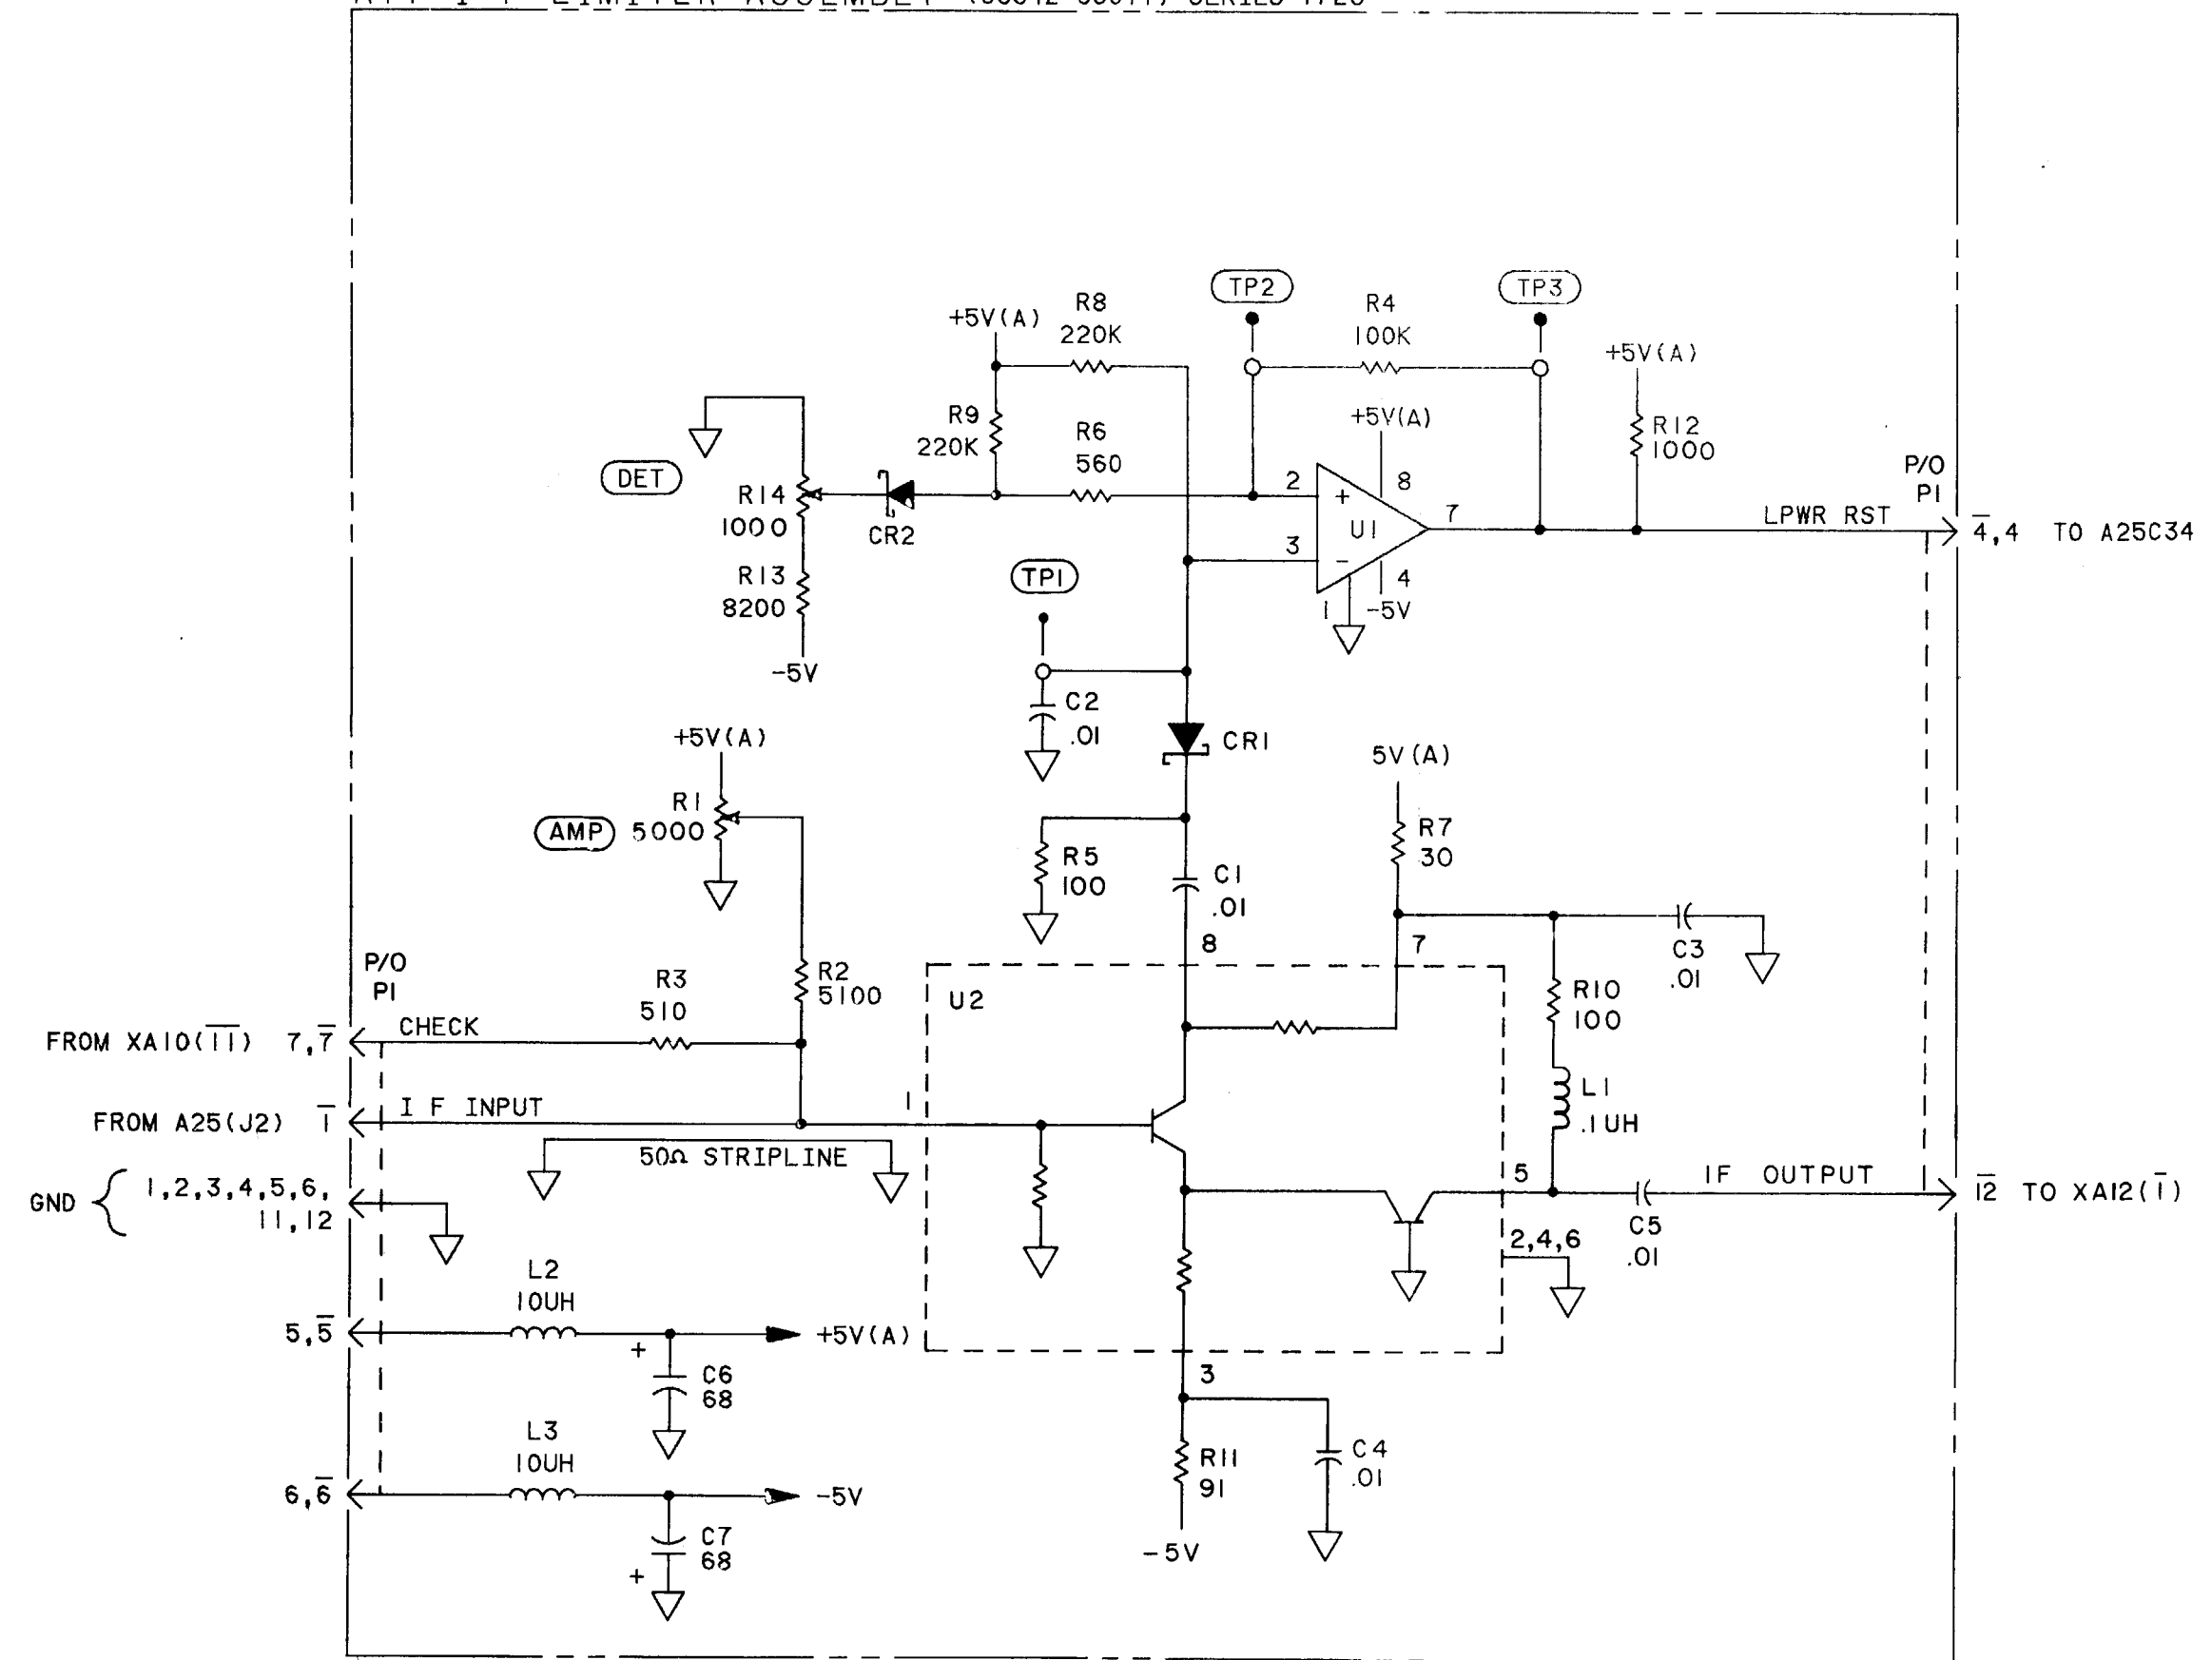 TP2
R4
100K
TP3
R8
220K
+5V(A)
+5V(A)
R9
220K
R6
560
+5V(A)
R12
1000
DET
R14
1000
CR2
2
+
8
U1
7
3
-
4
1
-5V
LPWR RST
P/O
P1
4̅,4 TO A25C34
R13
8200
-5V
TP1
C2
.01
CR1
+5V(A)
R1
5000
AMP
5V(A)
R7
30
R5
100
C1
.01
8
7
C3
.01
P/O
P1
R3
510
R2
5100
U2
R10
100
FROM XA10(1̅1̅) 7,7̅
CHECK
L1
.1UH
FROM A25(J2) 1̅
I F INPUT
1
50Ω STRIPLINE
5
IF OUTPUT
1̅2̅ TO XA12(1̅)
GND { 1,2,3,4,5,6,
11,12
C5
.01
2,4,6
L2
10UH
5,5̅
+5V(A)
+
C6
68
3
L3
10UH
R11
91
C4
.01
6,6̅
-5V
C7
68
+
-5V